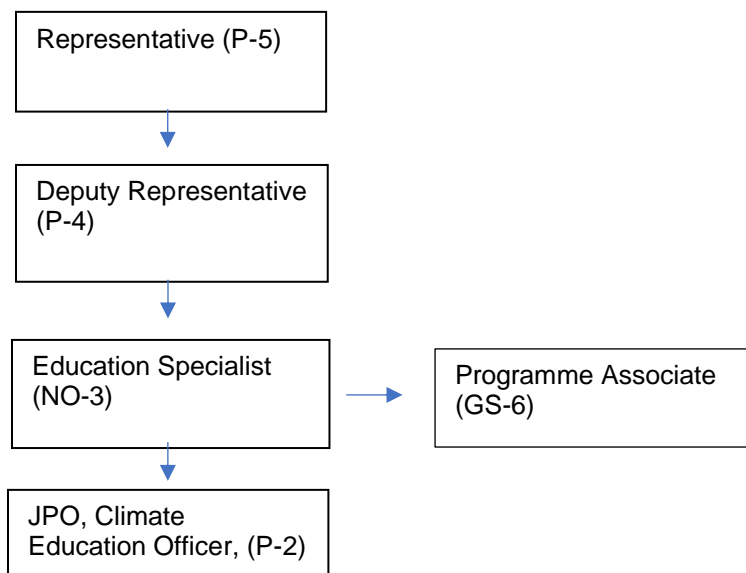 Representative (P-5)
Deputy Representative
(P-4)
Education Specialist
(NO-3)
Programme Associate
(GS-6)
JPO, Climate
Education Officer, (P-2)